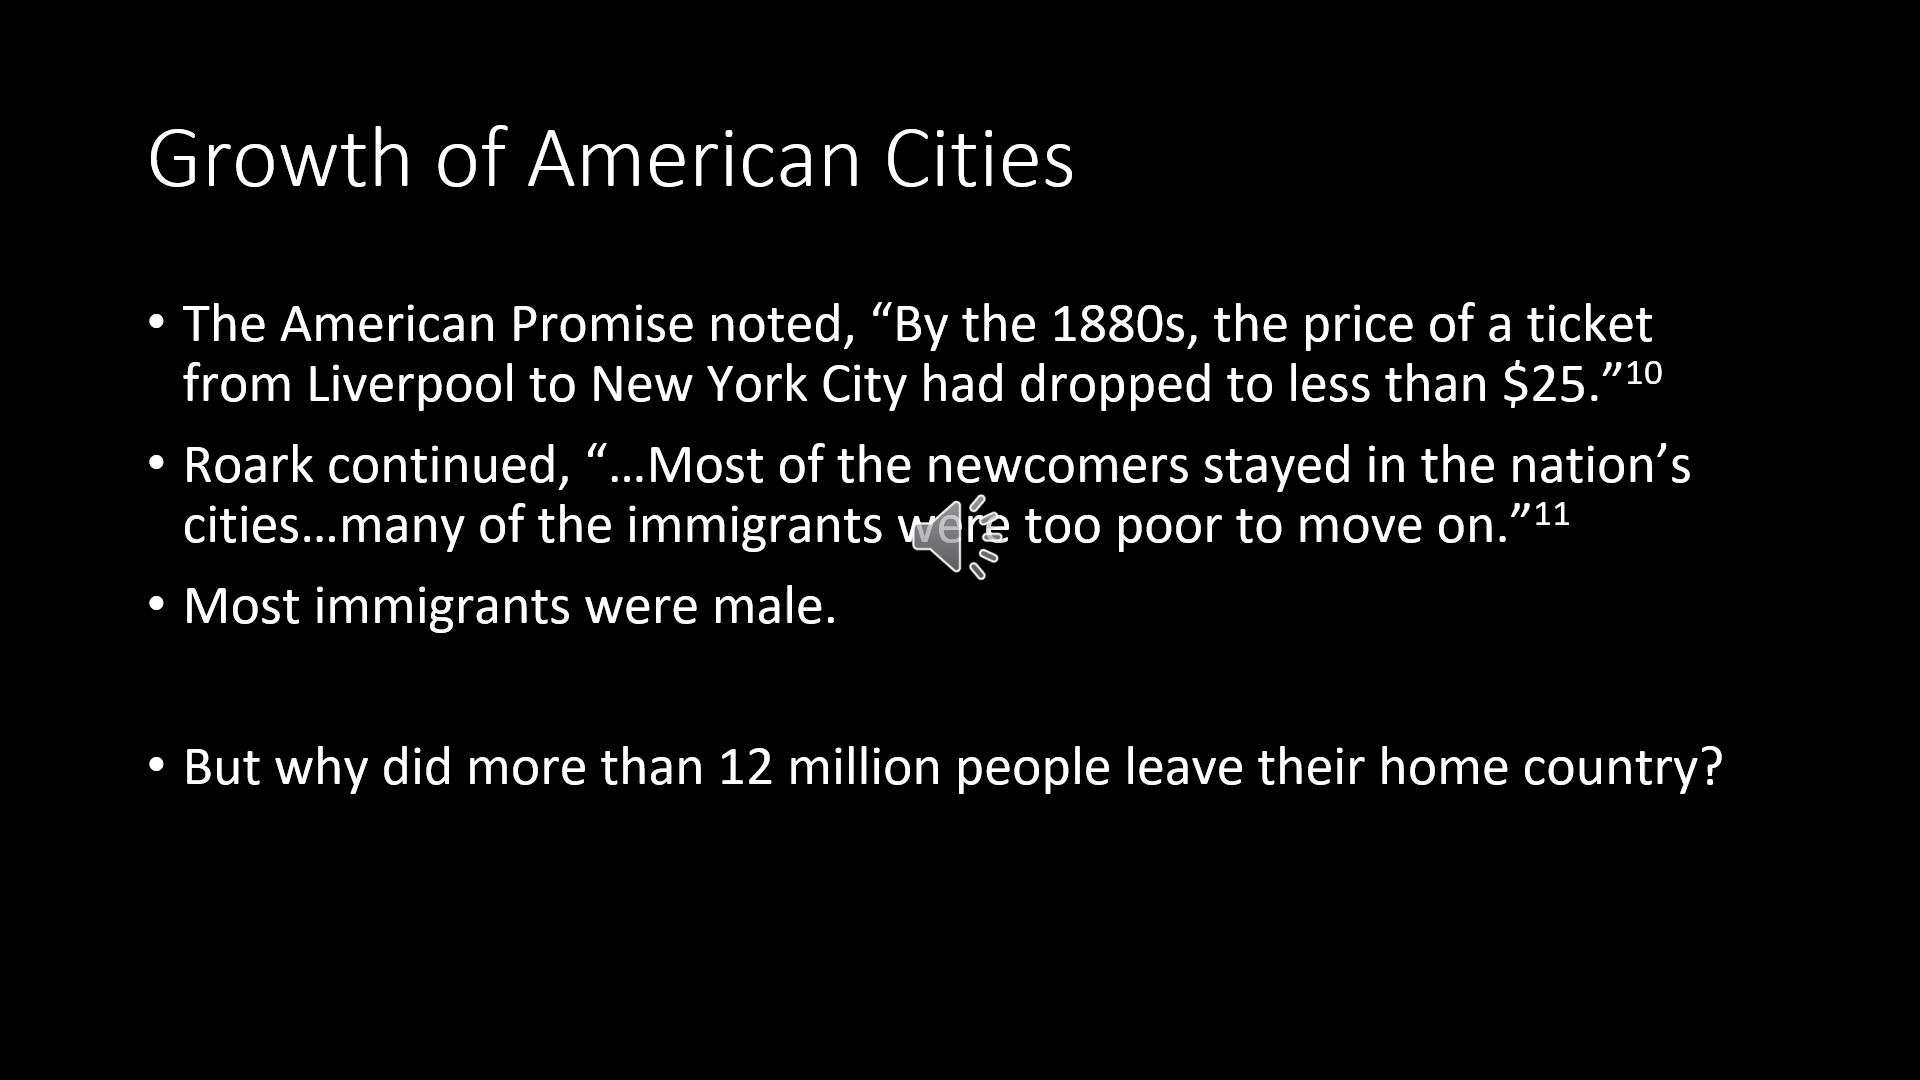 Growth of American Cities
• The American Promise noted, “By the 1880s, the price of a ticket
from Liverpool to New York City had dropped to less than $25.”10
• Roark continued, “…Most of the newcomers stayed in the nation’s
cities…many of the immigrants were too poor to move on.”11
• Most immigrants were male.
• But why did more than 12 million people leave their home country?